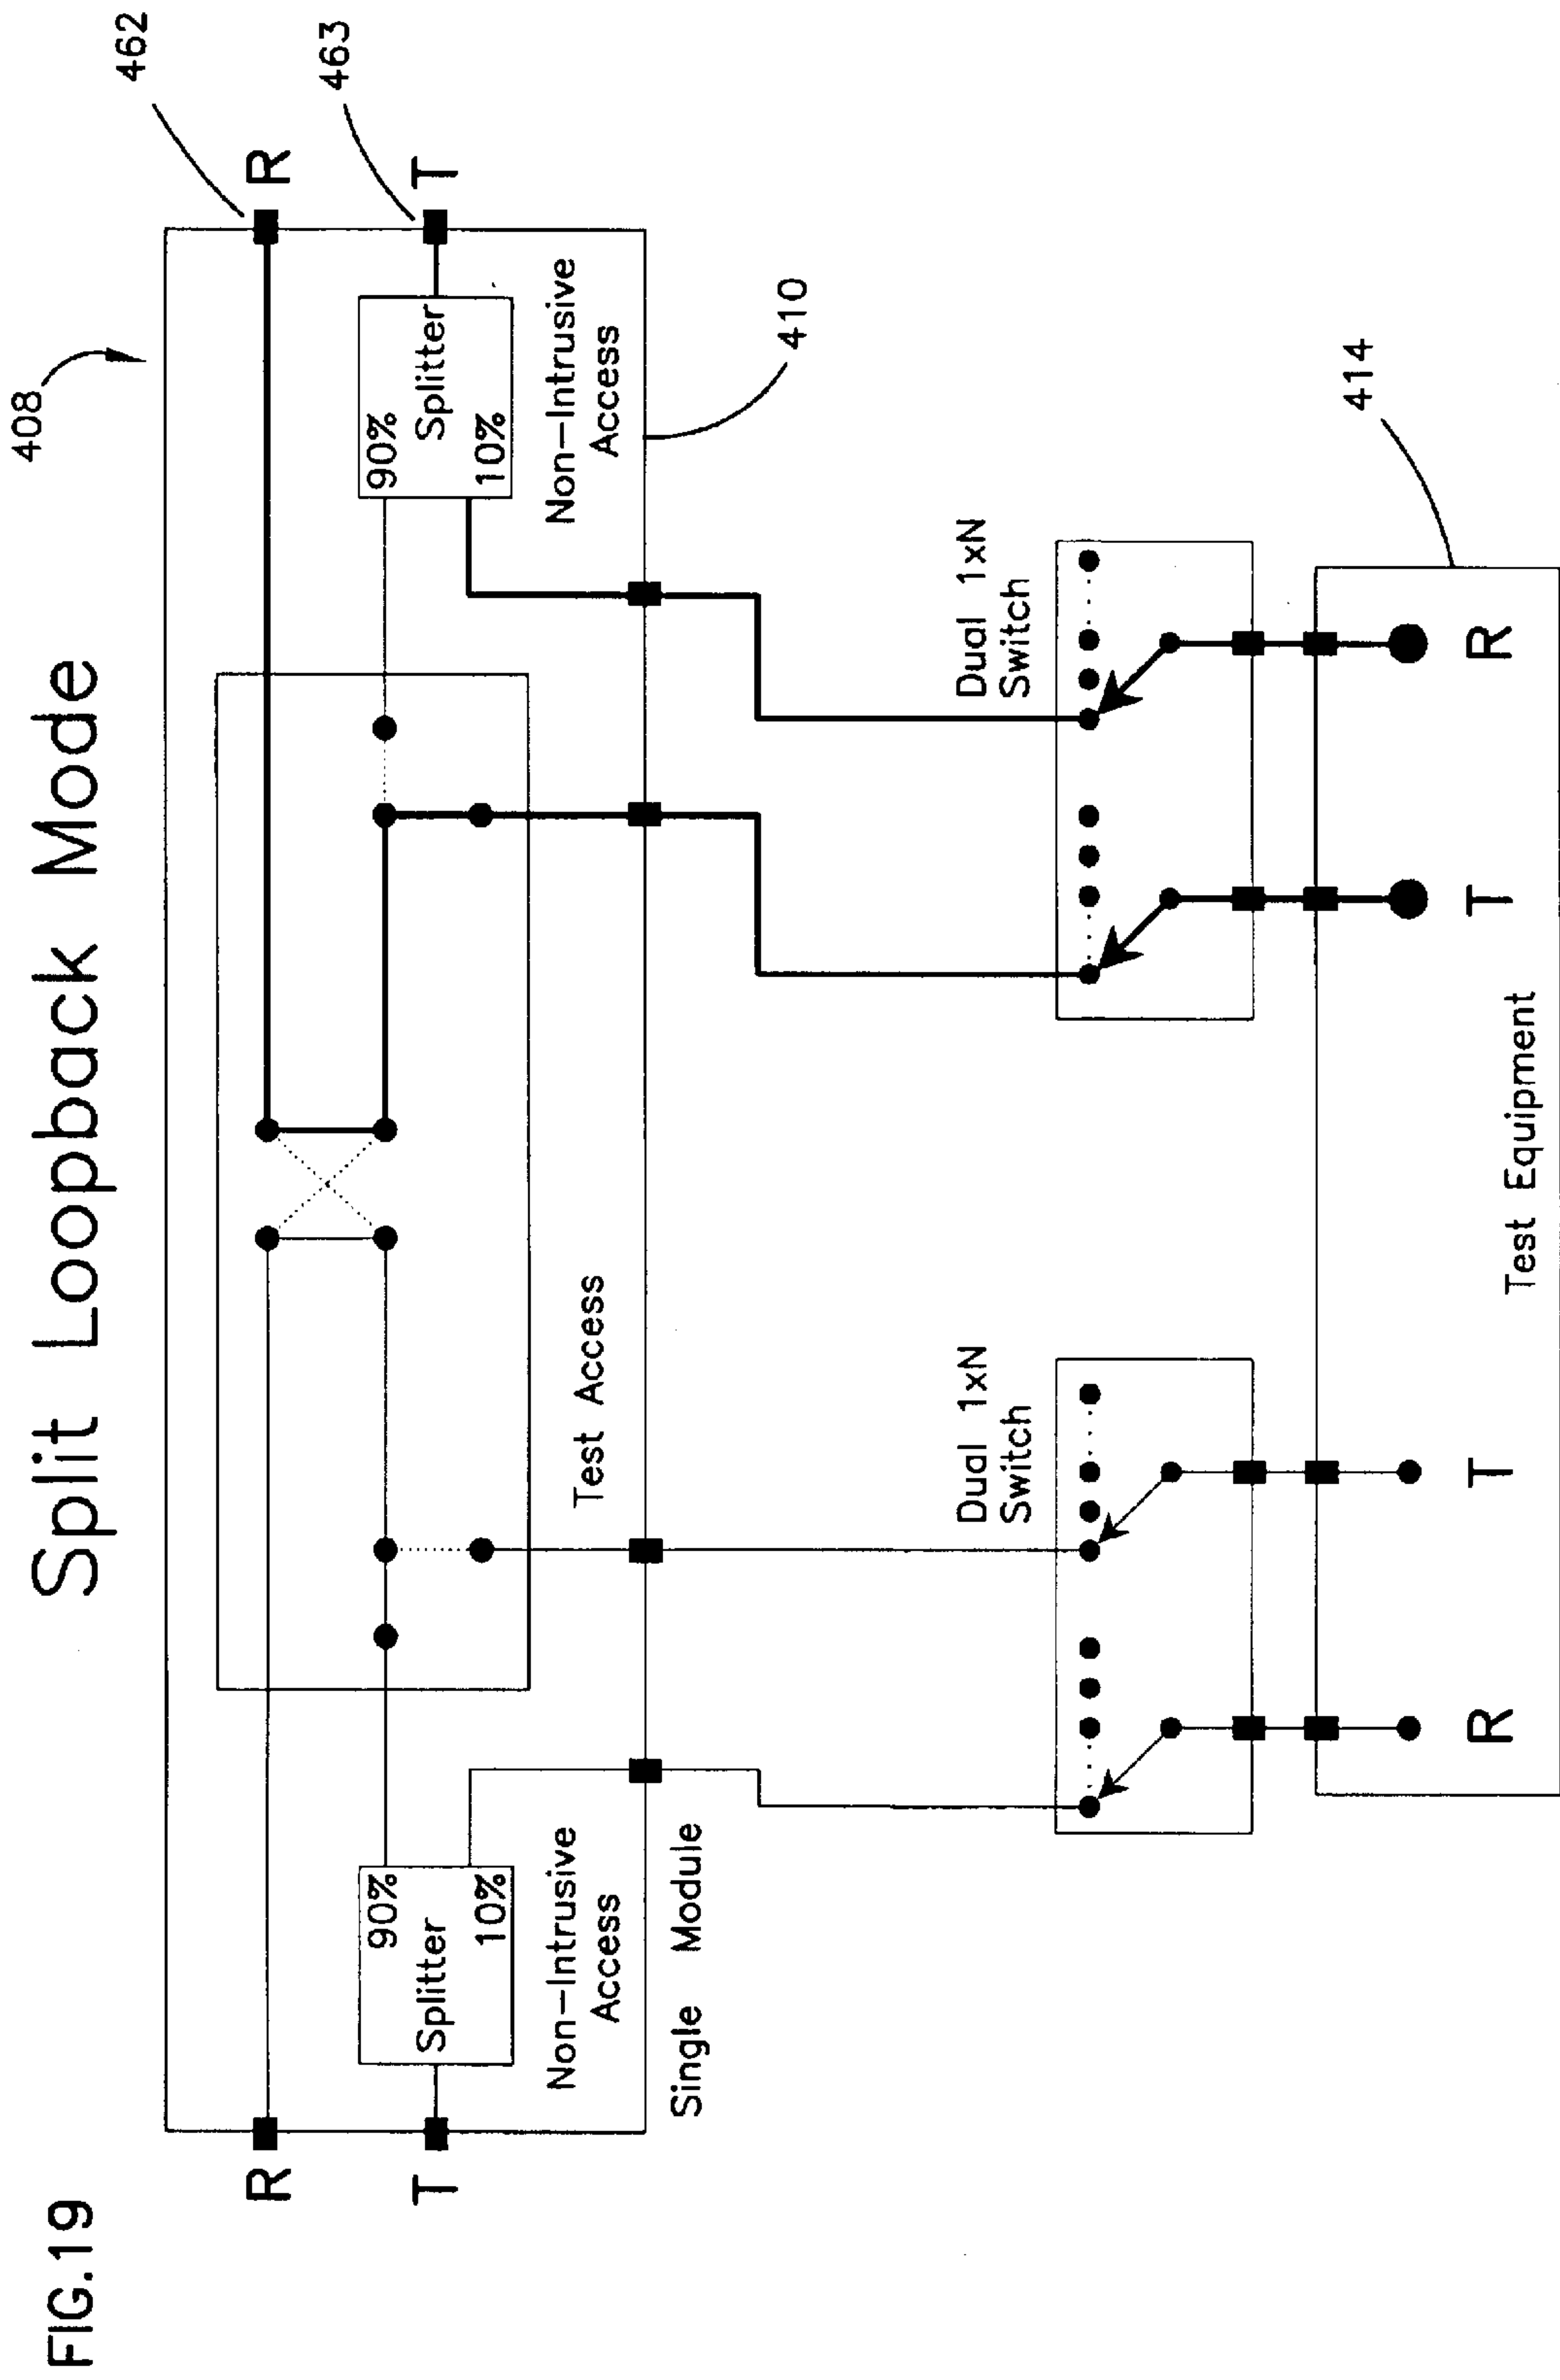 FIG.19
Split Loopback Mode
408
462
463
R
R
T
T
90%
Splitter
10%
90%
Splitter
10%
Non-Intrusive
Access
Test Access
Non-Intrusive
Access
Single Module
410
Dual 1xN
Switch
Dual 1xN
Switch
414
R
T
T
R
Test Equipment